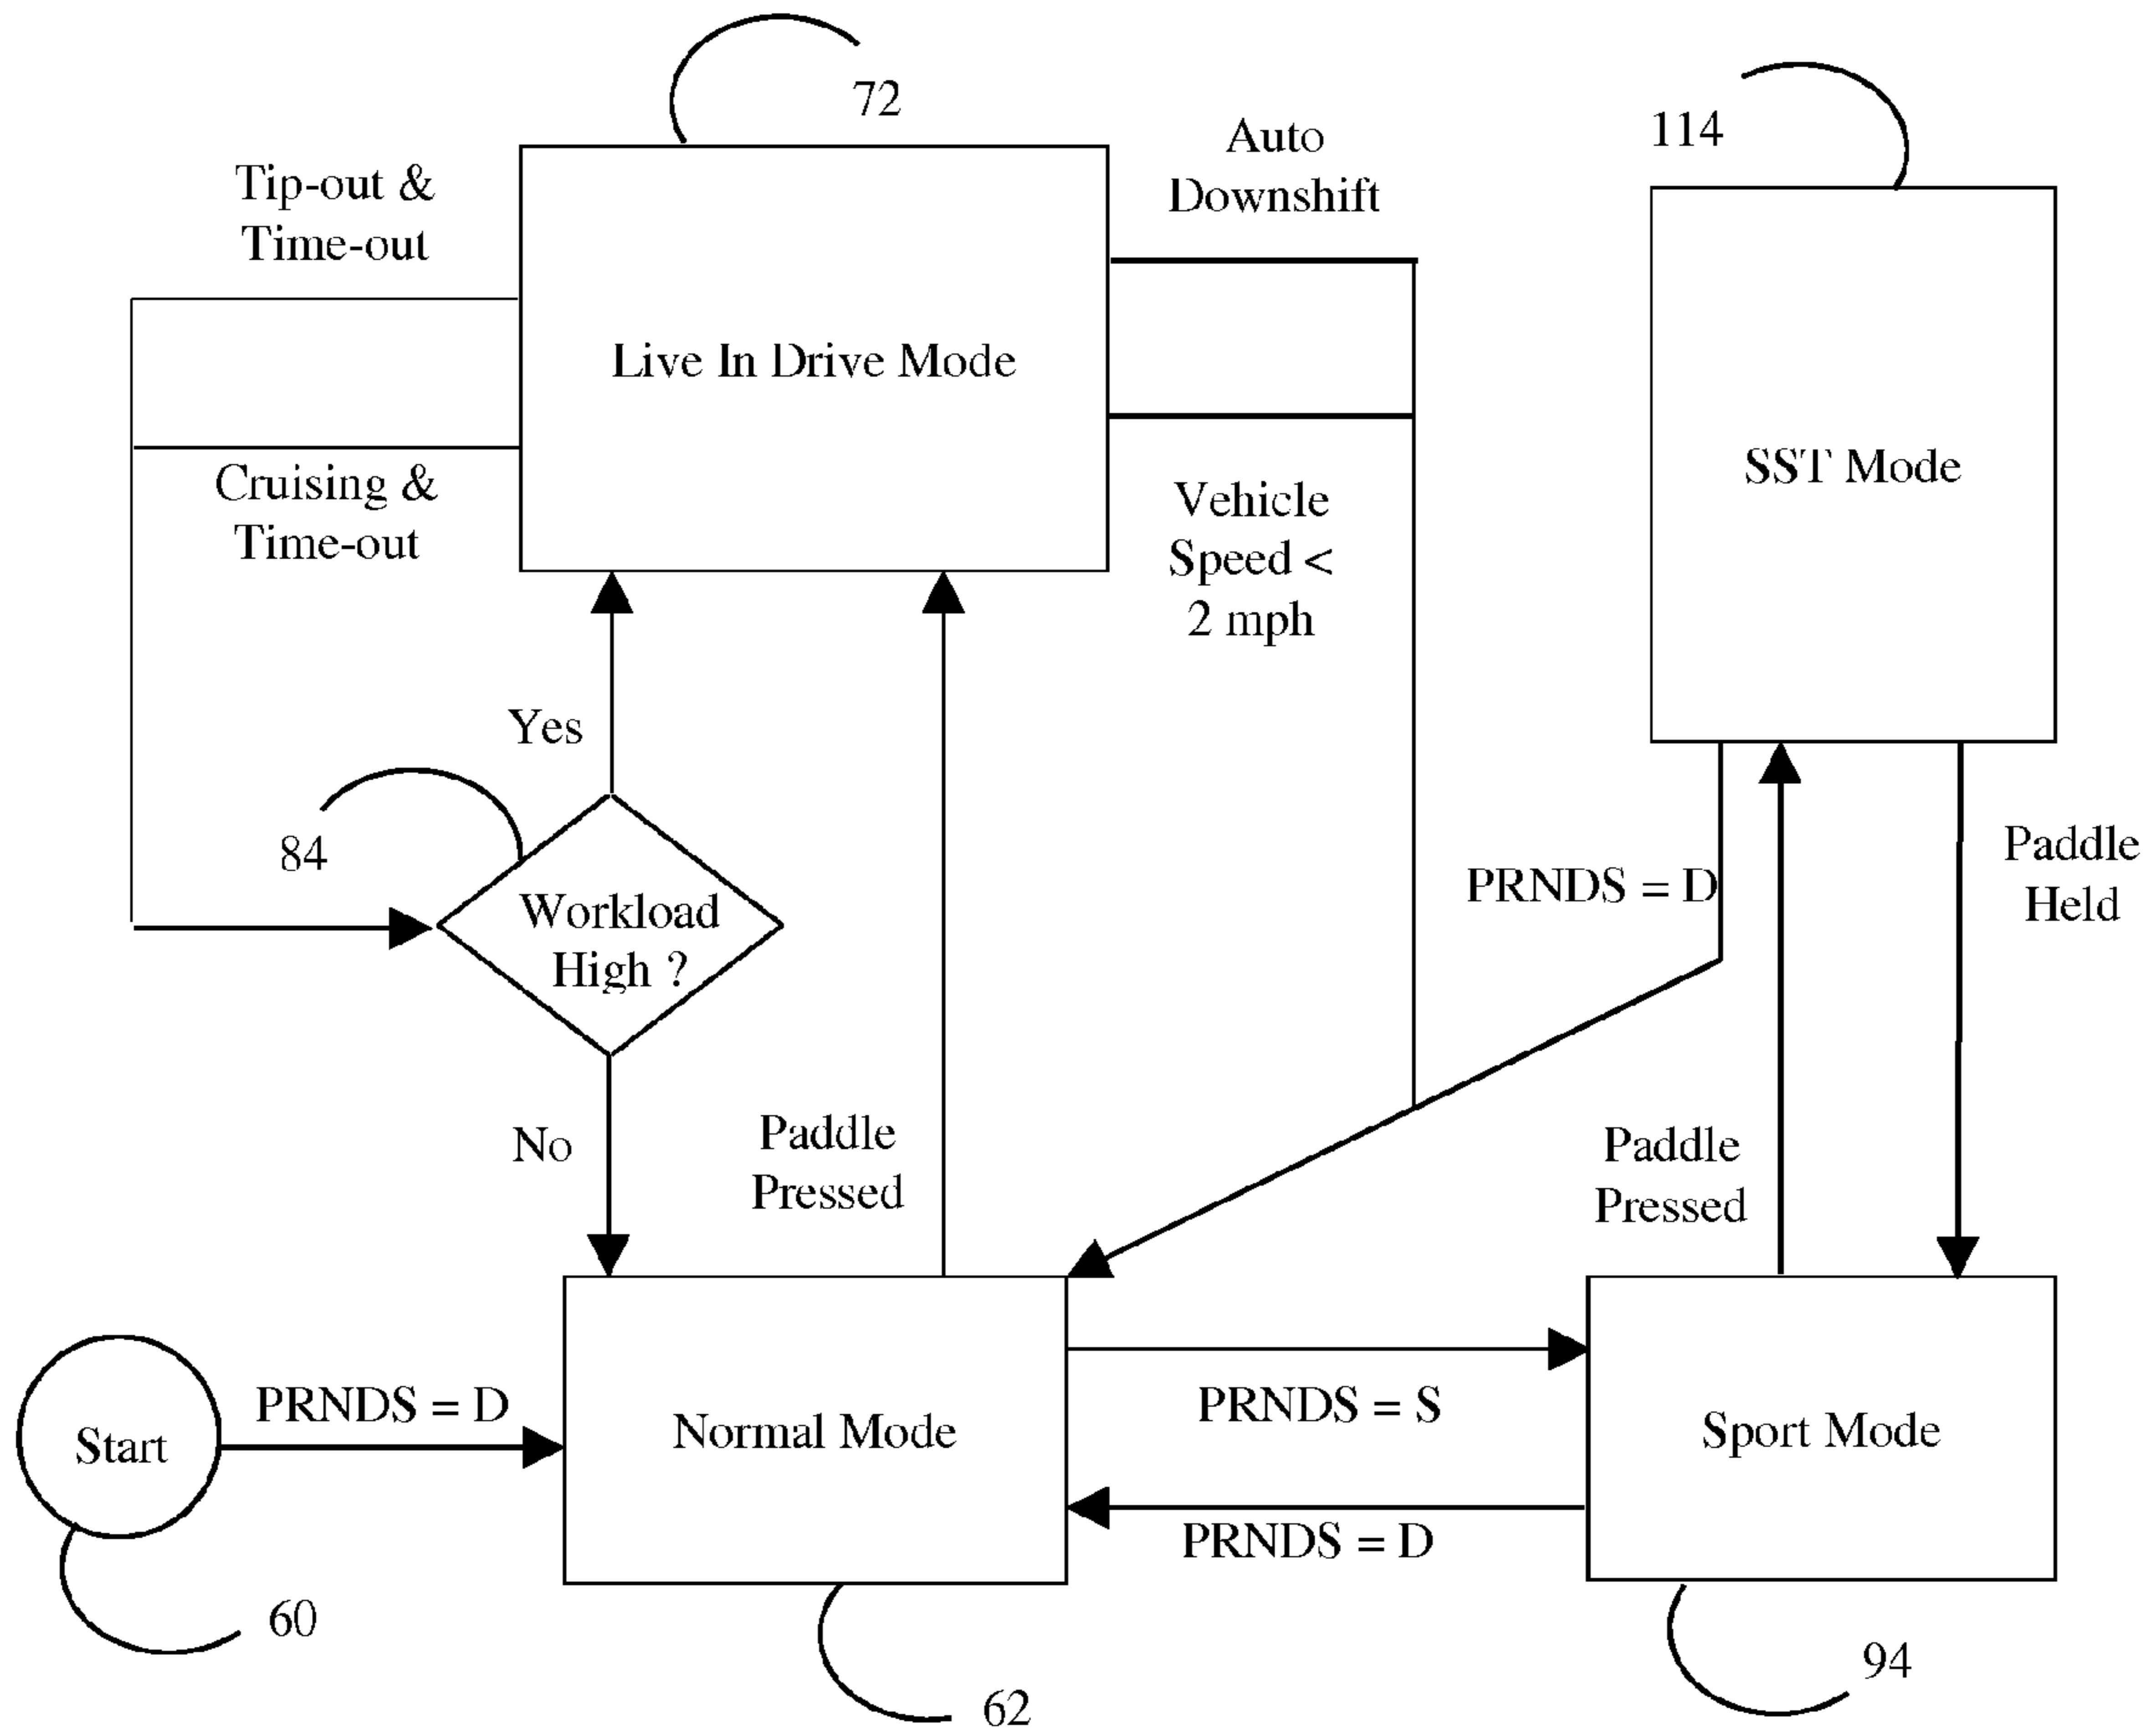 72
114
Auto
Downshift
Tip-out &
Time-out
Live In Drive Mode
SST Mode
Cruising &
Time-out
Vehicle
Speed <
2 mph
Yes
84
Workload
High ?
PRNDS = D
Paddle
Held
No
Paddle
Pressed
Paddle
Pressed
Start
PRNDS = D
Normal Mode
PRNDS = S
Sport Mode
PRNDS = D
60
62
94